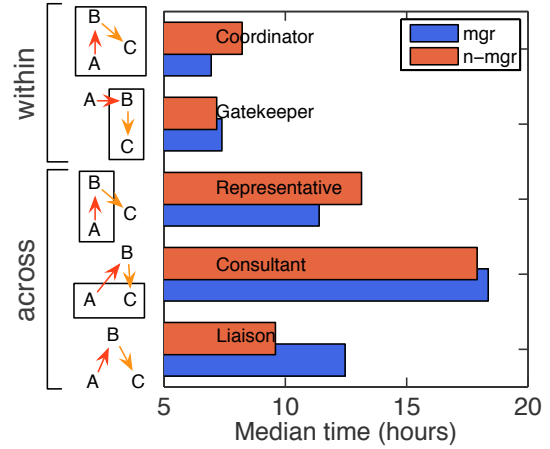 within
across
B
A
C
A
B
C
B
A
C
B
A
C
B
A
C
Coordinator
Gatekeeper
Representative
Consultant
Liaison
mgr
n-mgr
5
10
15
20
Median time (hours)